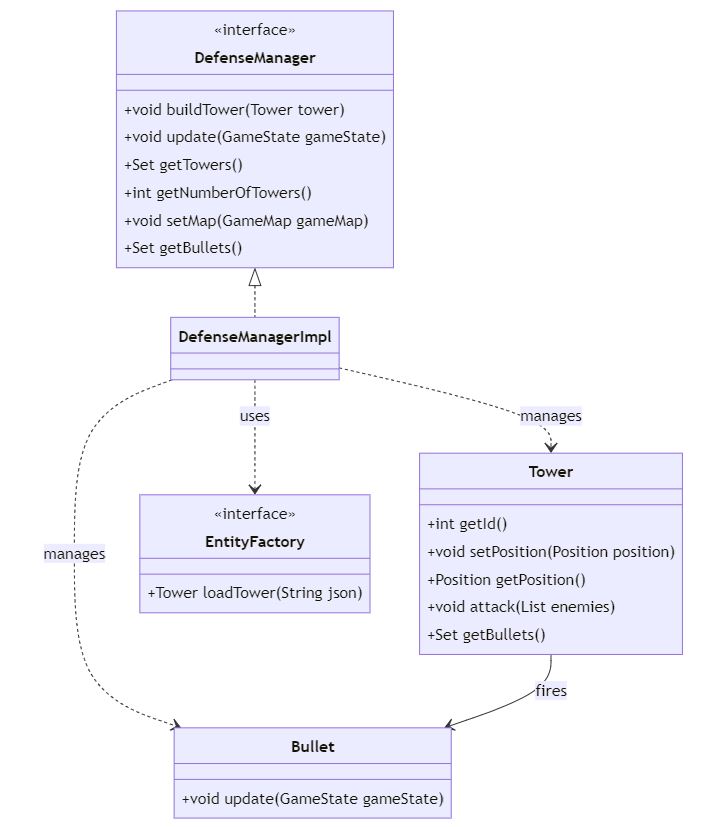 «interface»
DefenseManager
+void buildTower(Tower tower)
+void update(GameState gameState)
+Set getTowers()
+int getNumberOfTowers()
+void setMap(GameMap gameMap)
+Set getBullets()
DefenseManagerImpl
uses
manages
manages
«interface»
EntityFactory
+Tower loadTower(String json)
Tower
+int getId()
+void setPosition(Position position)
+Position getPosition()
+void attack(List enemies)
+Set getBullets()
fires
Bullet
+void update(GameState gameState)